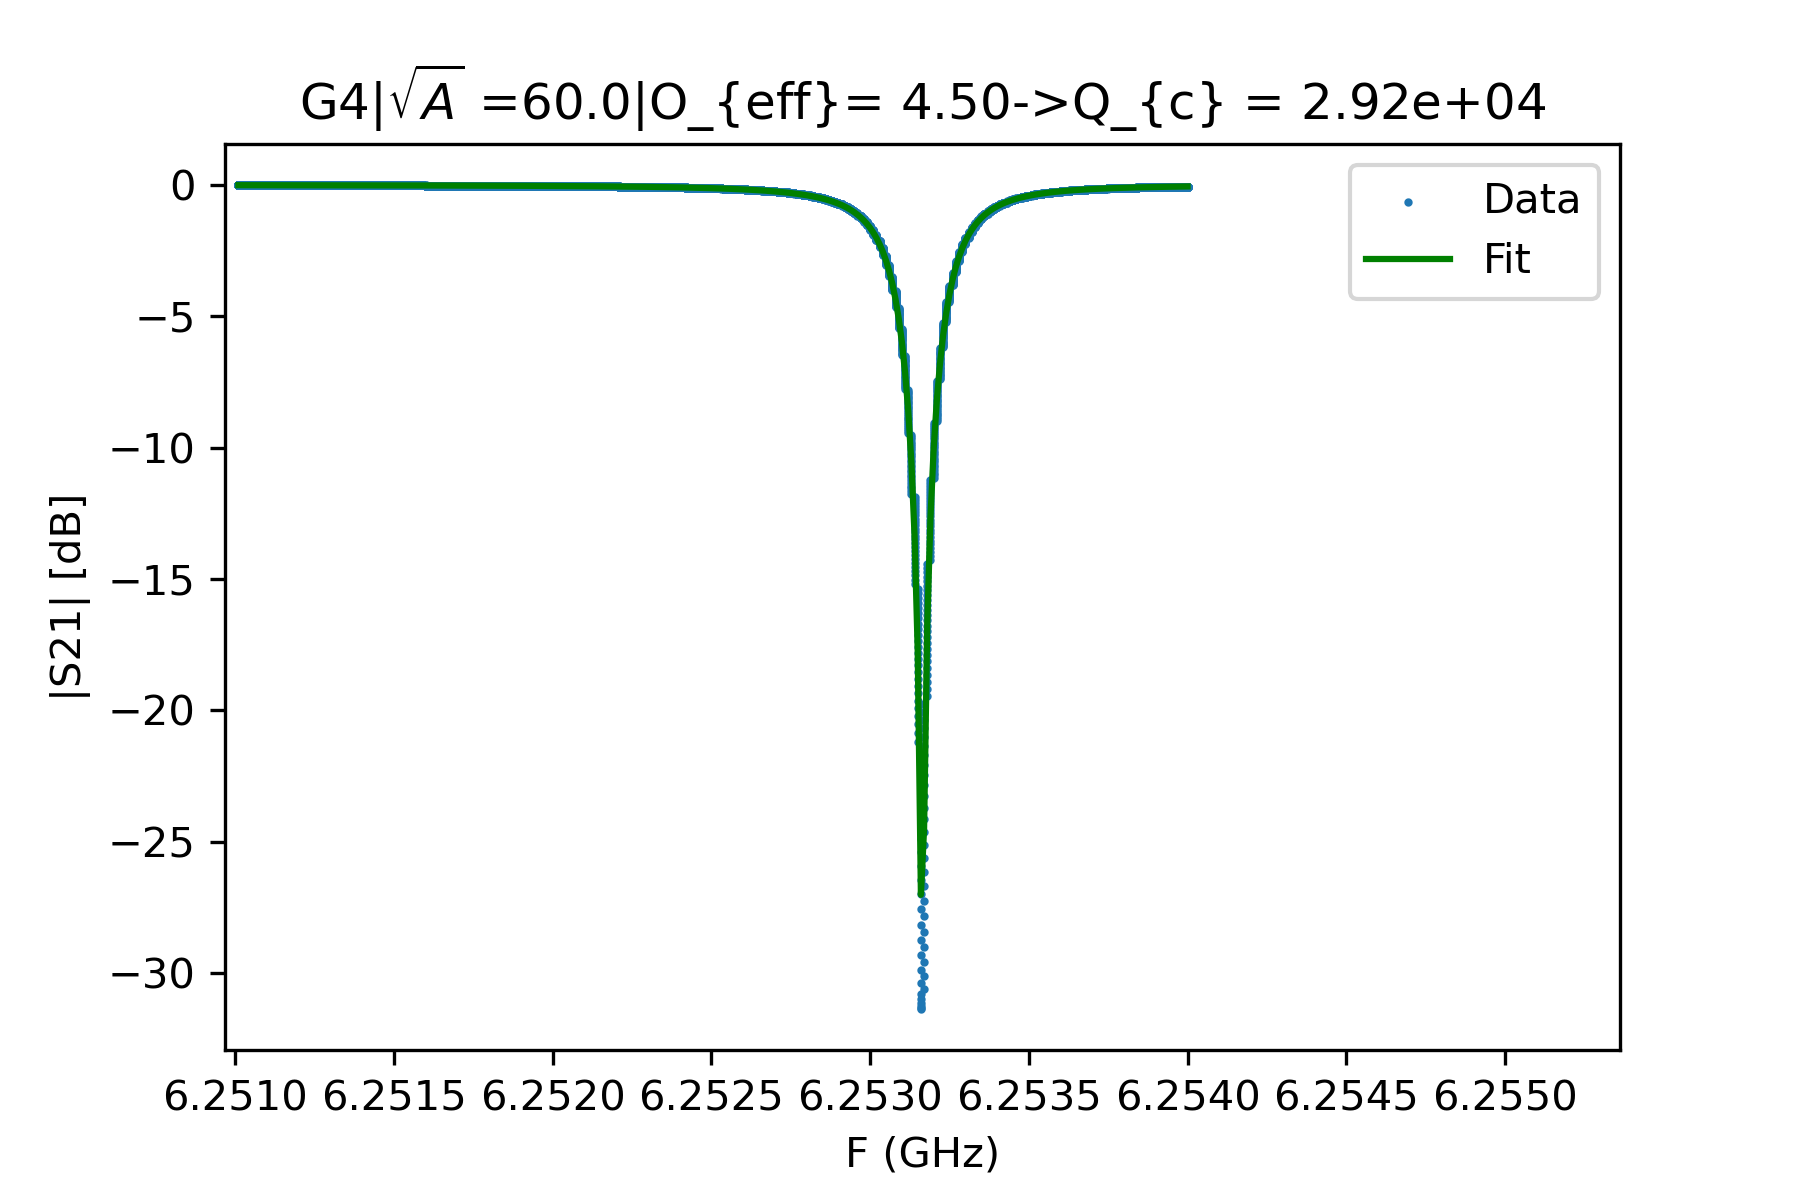 G4|√A =60.0|O_{eff}= 4.50->Q_{c} = 2.92e+04
Data
Fit
0
−5
−10
−15
−20
−25
−30
|S21| [dB]
6.2510 6.2515 6.2520 6.2525 6.2530 6.2535 6.2540 6.2545 6.2550
F (GHz)